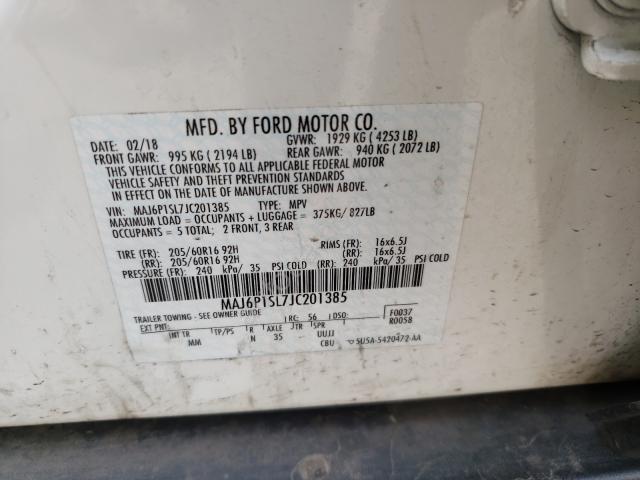 MFD. BY FORD MOTOR CO.
DATE: 02/18 GVWR: 1929 KG ( 4253 LB)
FRONT GAWR: 995 KG ( 2194 LB) REAR GAWR: 940 KG ( 2072 LB)
THIS VEHICLE CONFORMS TO ALL APPLICABLE FEDERAL MOTOR
VEHICLE SAFETY AND THEFT PREVENTION STANDARDS
IN EFFECT ON THE DATE OF MANUFACTURE SHOWN ABOVE.
VIN: MAJ6P1SL7JC201385 TYPE: MPV
MAXIMUM LOAD = OCCUPANTS + LUGGAGE = 375KG/ 827LB
OCCUPANTS = 5 TOTAL; 2 FRONT, 3 REAR
TIRE (FR): 205/60R16 92H RIMS (FR): 16x6.5J
(RR): 205/60R16 92H (RR): 16x6.5J
PRESSURE (FR): 240 kPa/ 35 PSI COLD (RR): 240 kPa/ 35 PSI COLD
MAJ6P1SL7JC201385
TRAILER TOWING - SEE OWNER GUIDE RC: 56 DSO: F0037
EXT PNT: INT TR TP/PS R AXLE TR SPR R0058
MM N 35 J UUJJ
CBU 5U5A-5420472-AA